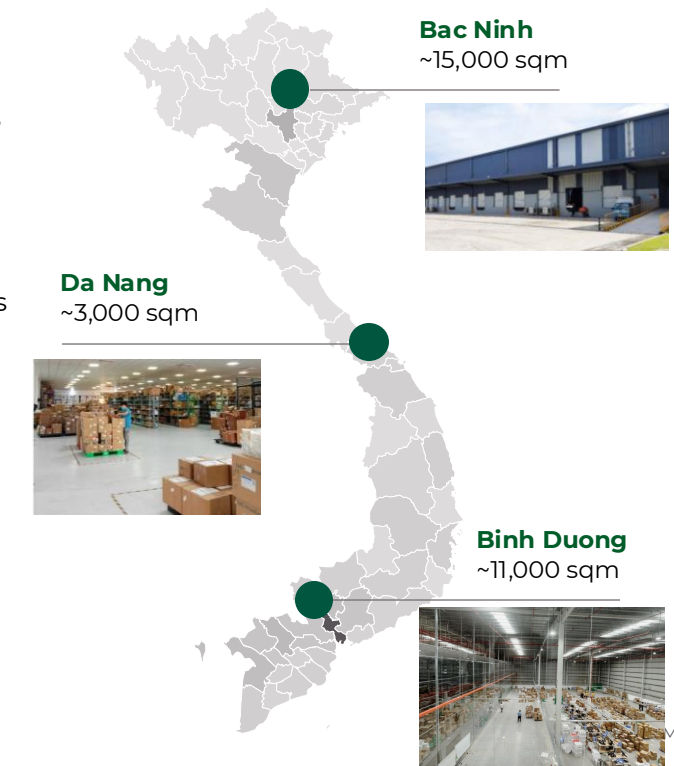 Bac Ninh
~15,000 sqm
Da Nang
~3,000 sqm
s
Binh Duong
~11,000 sqm